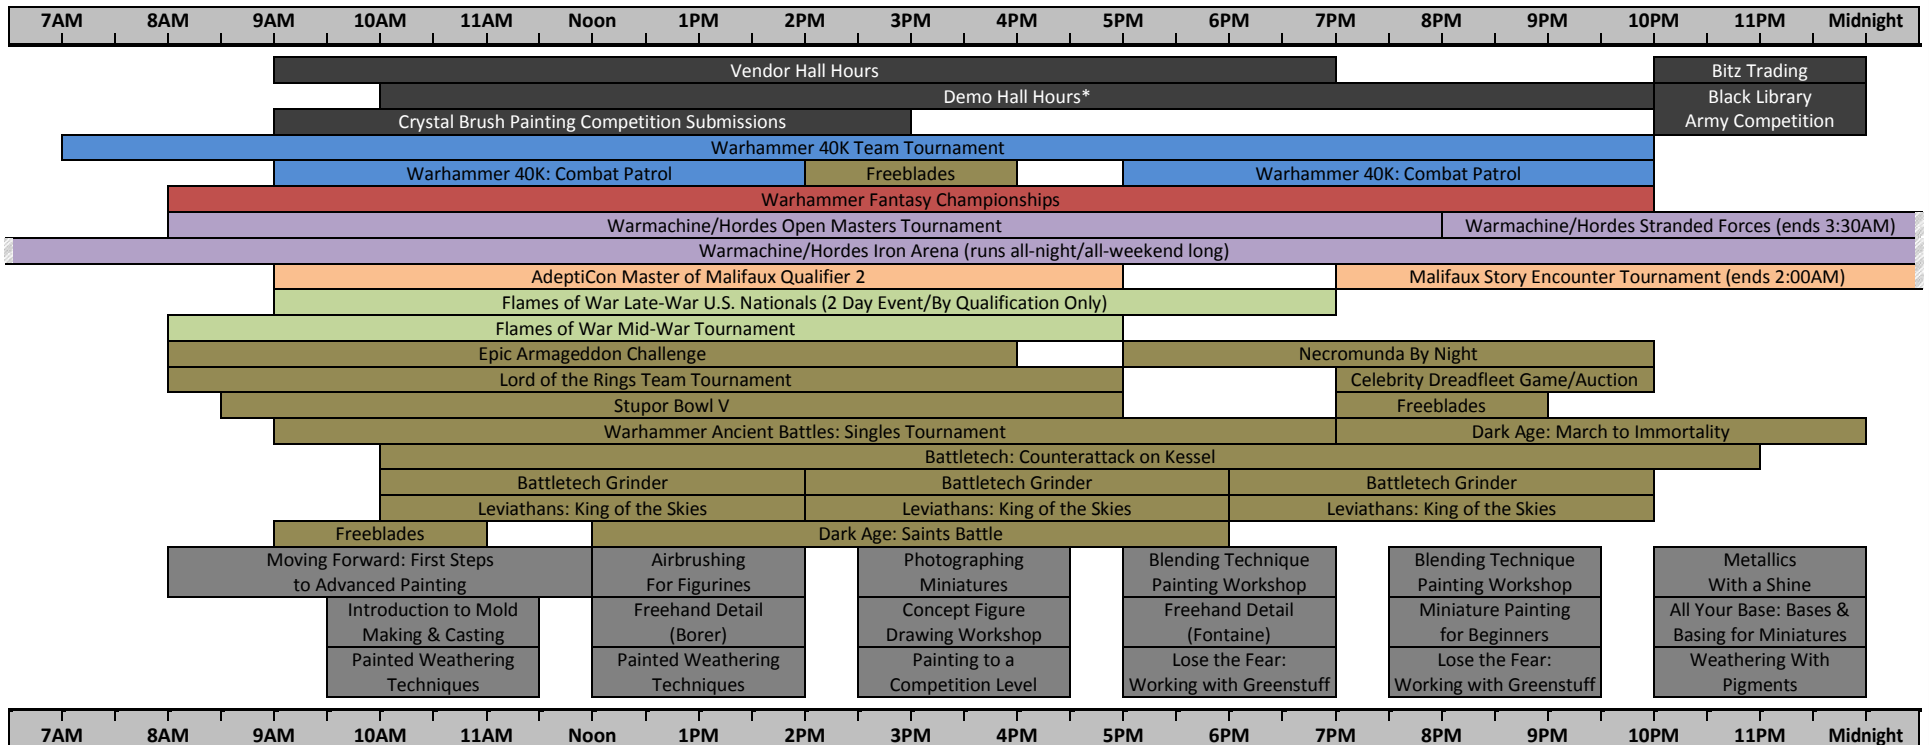 7AM 8AM 9AM 10AM 11AM Noon 1PM 2PM 3PM 4PM 5PM 6PM 7PM 8PM 9PM 10PM 11PM Midnight
Vendor Hall Hours Bitz Trading
Demo Hall Hours* Black Library
Crystal Brush Painting Competition Submissions Army Competition
Warhammer 40K Team Tournament
Warhammer 40K: Combat Patrol Freeblades Warhammer 40K: Combat Patrol
Warhammer Fantasy Championships
Warmachine/Hordes Open Masters Tournament Warmachine/Hordes Stranded Forces (ends 3:30AM)
Warmachine/Hordes Iron Arena (runs all-night/all-weekend long)
AdeptiCon Master of Malifaux Qualifier 2 Malifaux Story Encounter Tournament (ends 2:00AM)
Flames of War Late-War U.S. Nationals (2 Day Event/By Qualification Only)
Flames of War Mid-War Tournament
Epic Armageddon Challenge Necromunda By Night
Lord of the Rings Team Tournament Celebrity Dreadfleet Game/Auction
Stupor Bowl V Freeblades
Warhammer Ancient Battles: Singles Tournament Dark Age: March to Immortality
Battletech: Counterattack on Kessel
Battletech Grinder Battletech Grinder Battletech Grinder
Leviathans: King of the Skies Leviathans: King of the Skies Leviathans: King of the Skies
Freeblades Dark Age: Saints Battle
Moving Forward: First Steps Airbrushing Photographing Blending Technique Blending Technique Metallics
to Advanced Painting For Figurines Miniatures Painting Workshop Painting Workshop With a Shine
Introduction to Mold Freehand Detail Concept Figure Freehand Detail Miniature Painting All Your Base: Bases &
Making & Casting (Borer) Drawing Workshop (Fontaine) for Beginners Basing for Miniatures
Painted Weathering Painted Weathering Painting to a Lose the Fear: Lose the Fear: Weathering With
Techniques Techniques Competition Level Working with Greenstuff Working with Greenstuff Pigments
7AM 8AM 9AM 10AM 11AM Noon 1PM 2PM 3PM 4PM 5PM 6PM 7PM 8PM 9PM 10PM 11PM Midnight